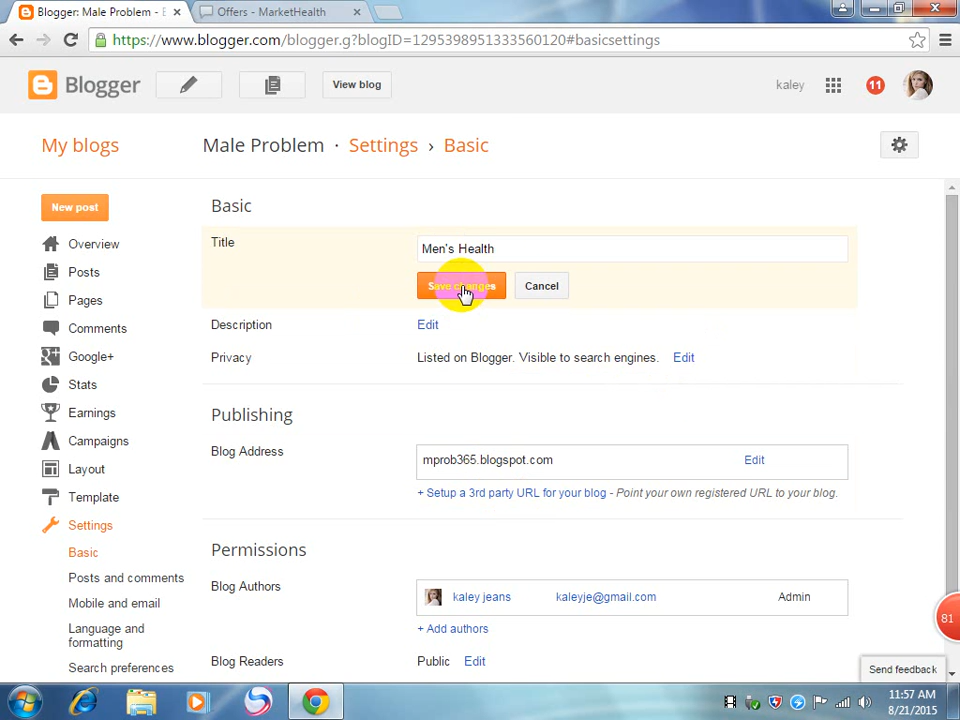 Blogger: Male Problem - B
Offers - MarketHealth
https://www.blogger.com/blogger.g?blogID=1295398951333560120#basicsettings
Blogger
View blog
kaley
11
My blogs
Male Problem · Settings › Basic
New post
Overview
Posts
Pages
Comments
Google+
Stats
Earnings
Campaigns
Layout
Template
Settings
Basic
Posts and comments
Mobile and email
Language and
formatting
Search preferences
Basic
Title
Men's Health
Save changes
Cancel
Description
Edit
Privacy
Listed on Blogger. Visible to search engines. Edit
Publishing
Blog Address
mprob365.blogspot.com
Edit
+ Setup a 3rd party URL for your blog - Point your own registered URL to your blog.
Permissions
Blog Authors
kaley jeans
kaleyje@gmail.com
Admin
+ Add authors
Blog Readers
Public Edit
81
Send feedback
11:57 AM
8/21/2015